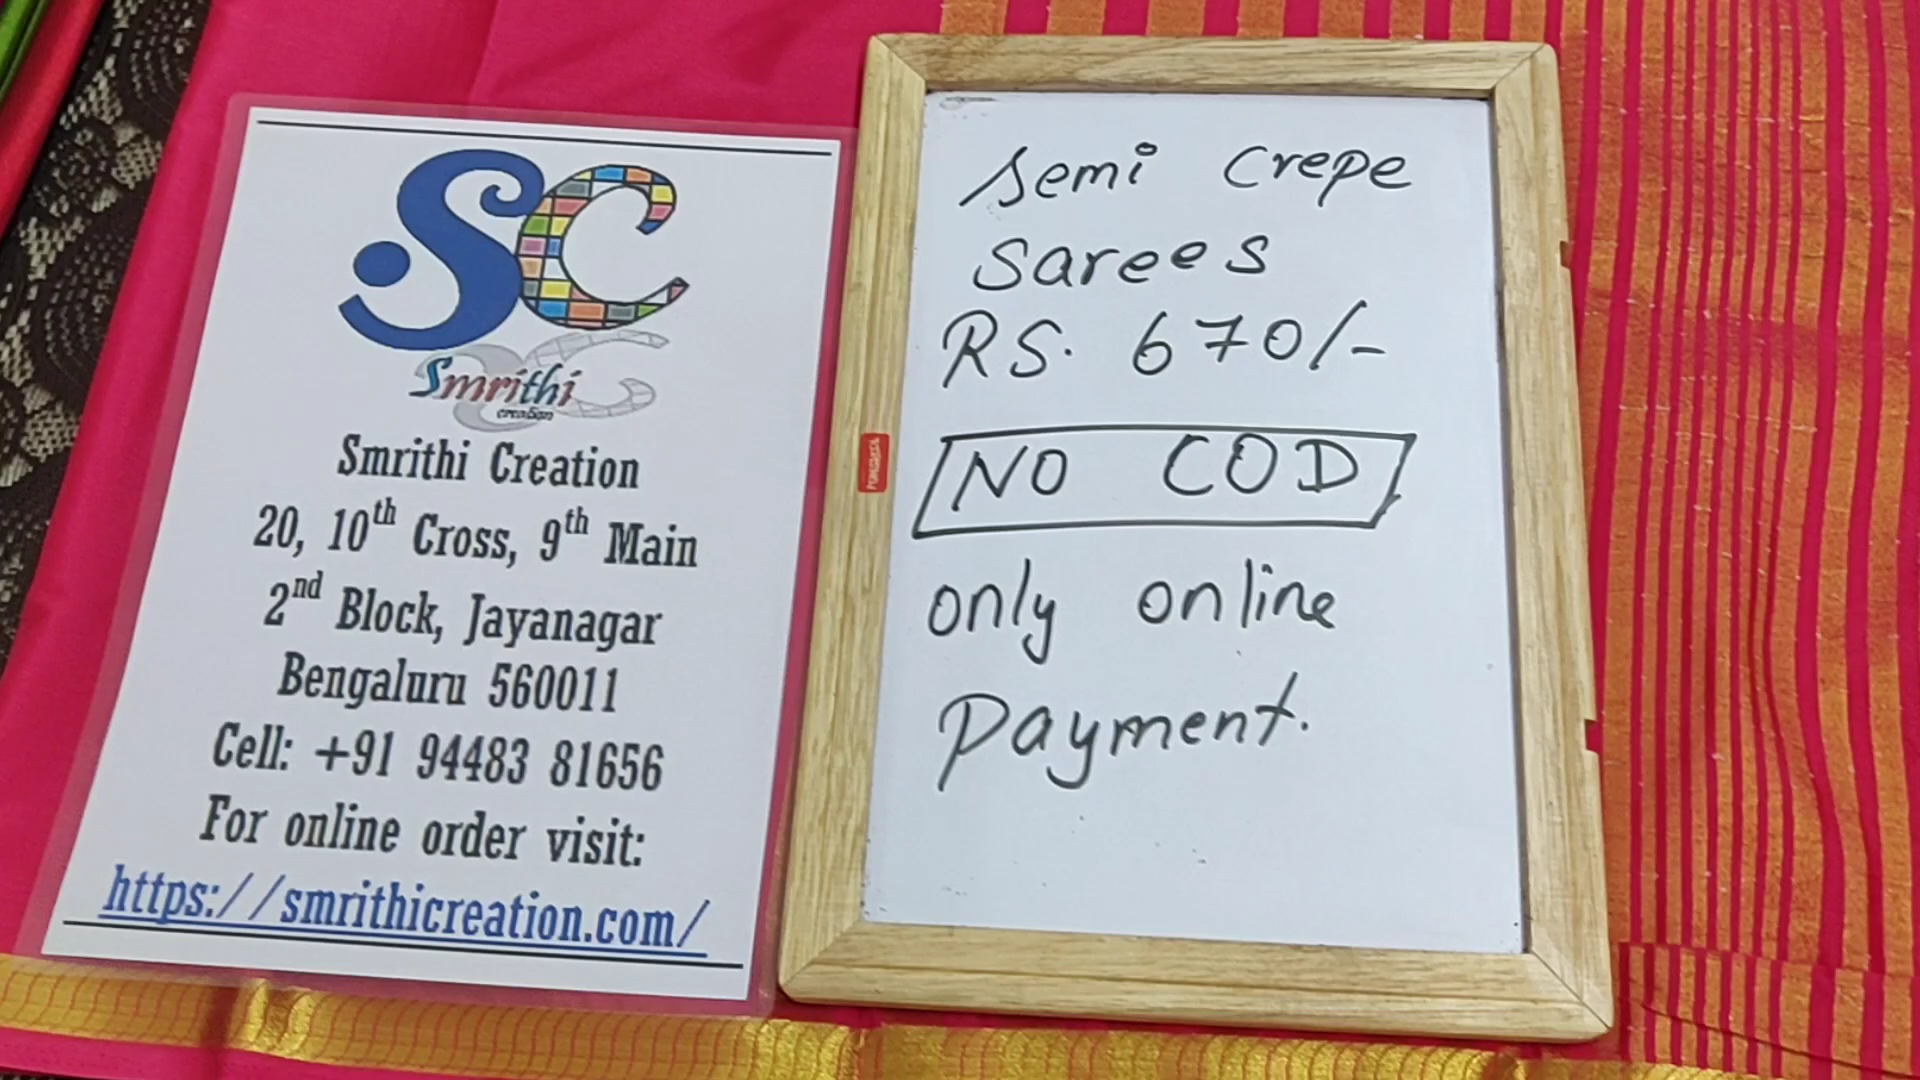 SC
Smrithi
creation
Smrithi Creation
20, 10th Cross, 9th Main
2nd Block, Jayanagar
Bengaluru 560011
Cell: +91 94483 81656
For online order visit:
https://smrithicreation.com/
Semi Crepe
Sarees
RS. 670/-
NO COD
only online
Payment.